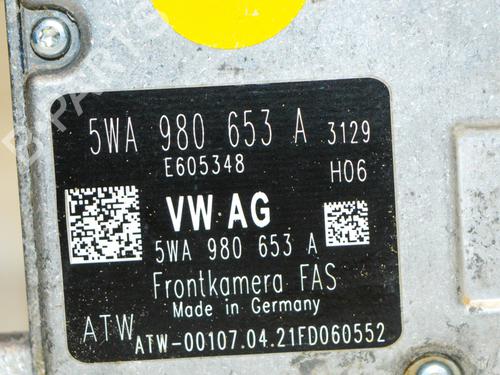 5WA 980 653 A 3129
E605348 H06
VW AG
5WA 980 653 A
Frontkamera FAS
Made in Germany
ATW ATW-00107.04.21FD060552
B-PARTS